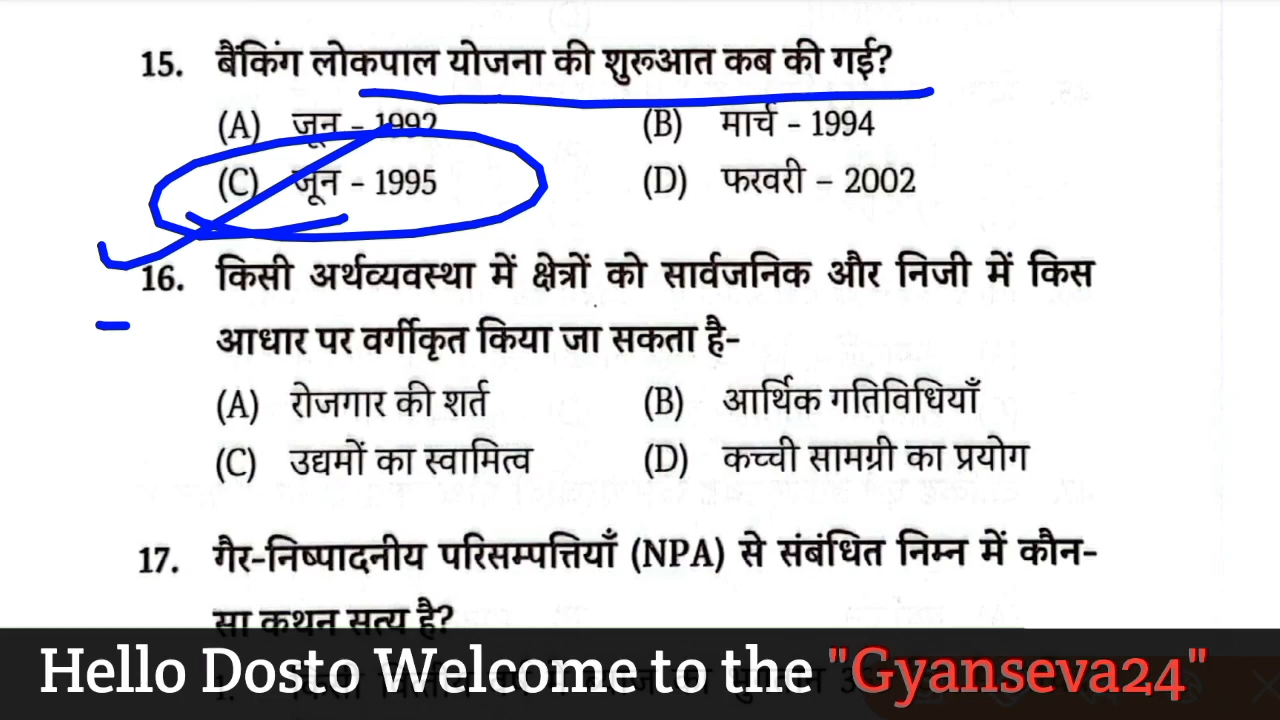 15. बैंकिंग लोकपाल योजना की शुरूआत कब की गई?
(A) जून - 1992 (B) मार्च - 1994
(C) जून - 1995 (D) फरवरी - 2002
16. किसी अर्थव्यवस्था में क्षेत्रों को सार्वजनिक और निजी में किस
आधार पर वर्गीकृत किया जा सकता है-
(A) रोजगार की शर्त (B) आर्थिक गतिविधियाँ
(C) उद्यमों का स्वामित्व (D) कच्ची सामग्री का प्रयोग
17. गैर-निष्पादनीय परिसम्पत्तियाँ (NPA) से संबंधित निम्न में कौन-
सा कथन सत्य है?
Hello Dosto Welcome to the "Gyanseva24"